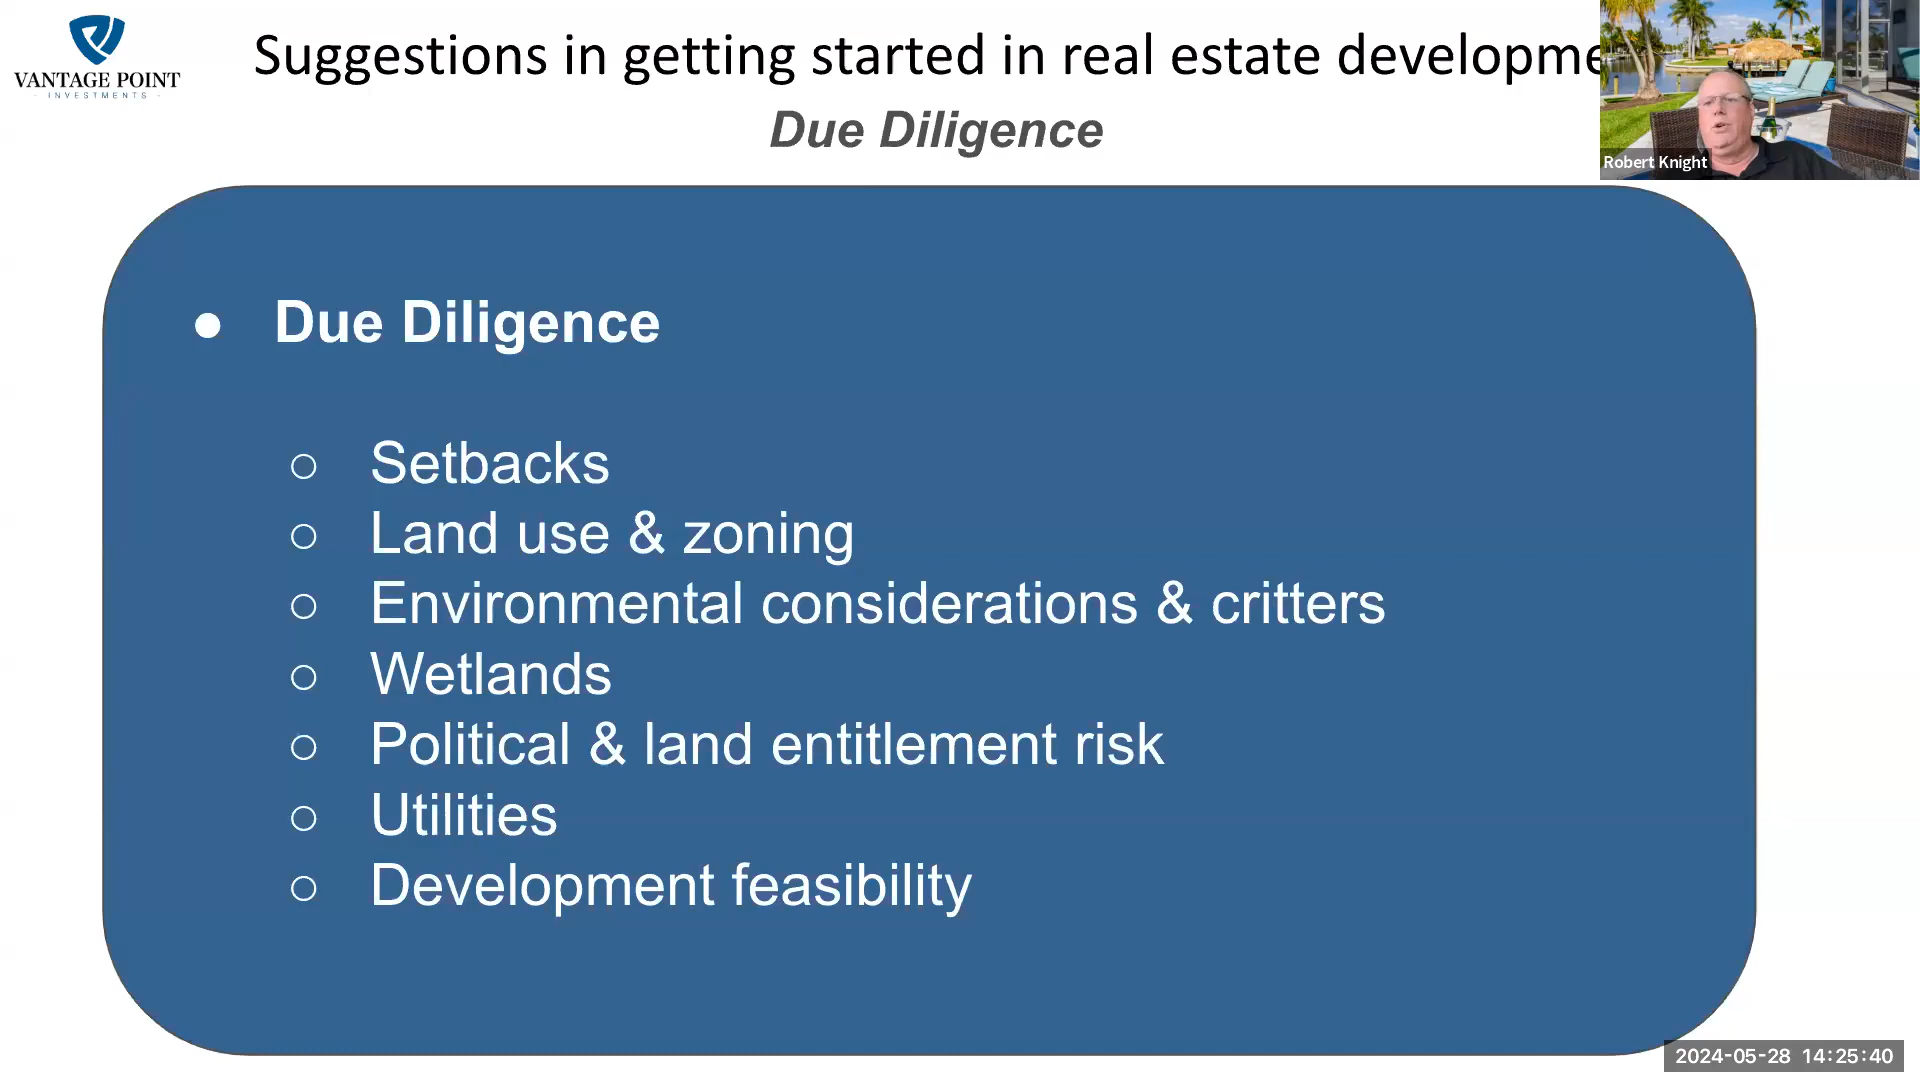 VANTAGE POINT
- INVESTMENTS -
Suggestions in getting started in real estate developme
Due Diligence
Robert Knight
● Due Diligence
○ Setbacks
○ Land use & zoning
○ Environmental considerations & critters
○ Wetlands
○ Political & land entitlement risk
○ Utilities
○ Development feasibility
2024-05-28 14:25:40